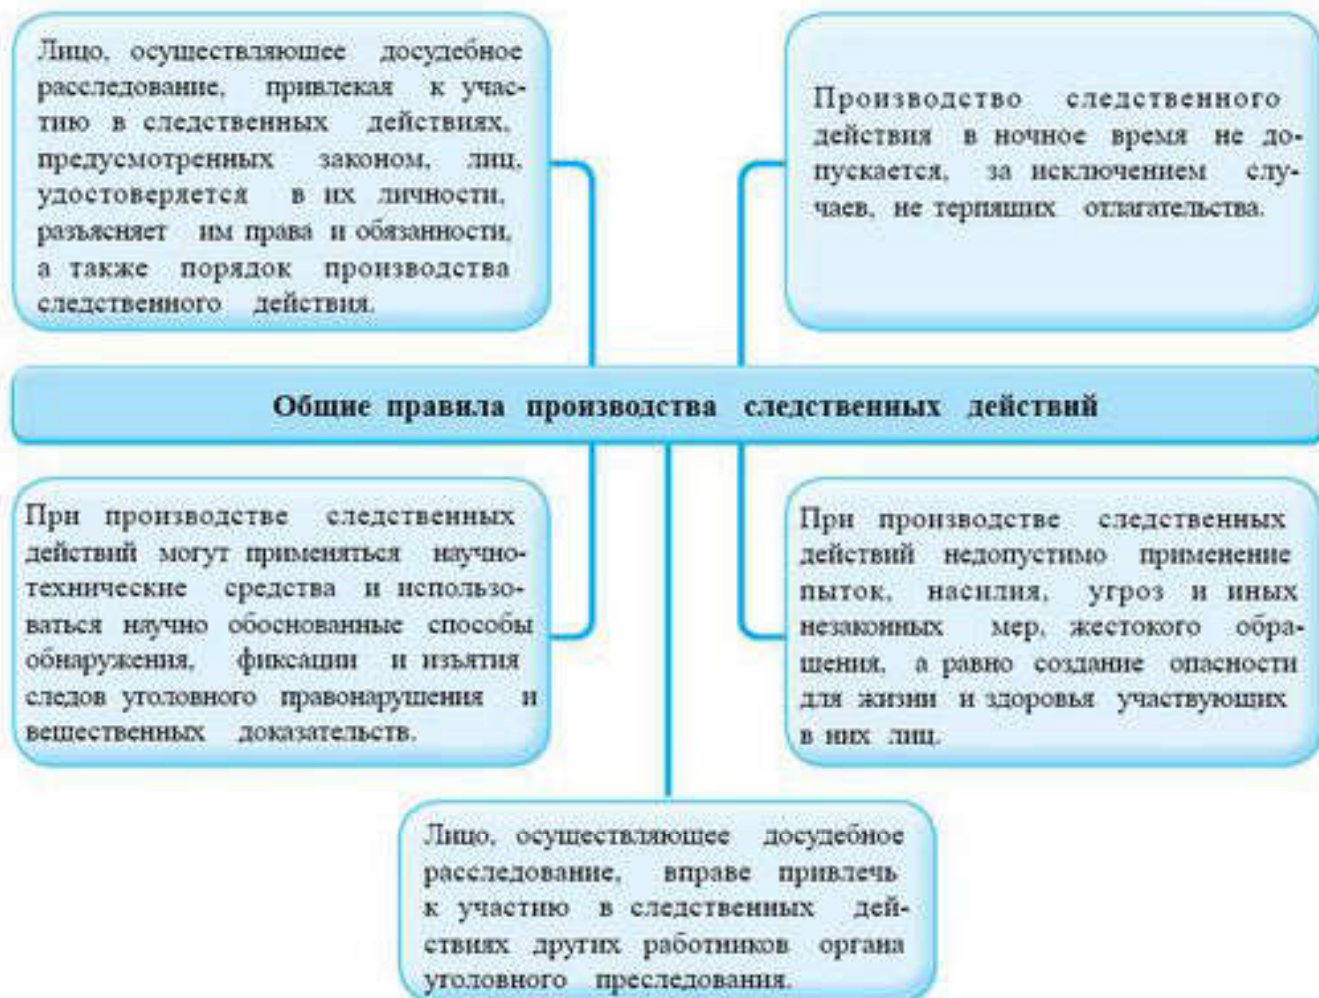 Лицо, осуществляющее досудебное
расследование, привлекая к учас-
тию в следственных действиях,
предусмотренных законом, лиц,
удостоверяется в их личности,
разъясняет им права и обязанности,
а также порядок производства
следственного действия.
Производство следственного
действия в ночное время не до-
пускается, за исключением слу-
чаев, не терпящих отлагательства.
Общие правила производства следственных действий
При производстве следственных
действий могут применяться научно-
технические средства и использо-
ваться научно обоснованные способы
обнаружения, фиксации и изъятия
следов уголовного правонарушения и
вещественных доказательств.
При производстве следственных
действий недопустимо применение
пыток, насилия, угроз и иных
незаконных мер, жестокого обра-
щения, а равно создание опасности
для жизни и здоровья участвующих
в них лиц.
Лицо, осуществляющее досудебное
расследование, вправе привлечь
к участию в следственных дей-
ствиях других работников органа
уголовного преследования.